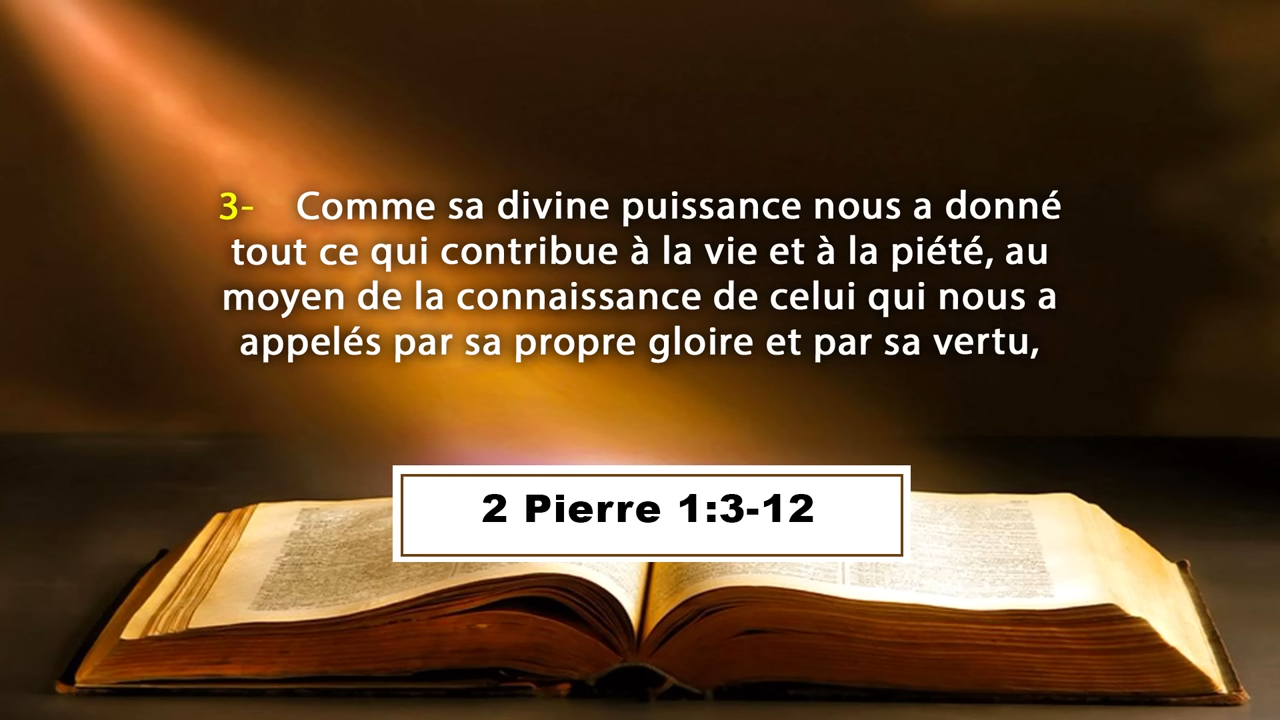 3- Comme sa divine puissance nous a donné
tout ce qui contribue à la vie et à la piété, au
moyen de la connaissance de celui qui nous a
appelés par sa propre gloire et par sa vertu,
2 Pierre 1:3-12